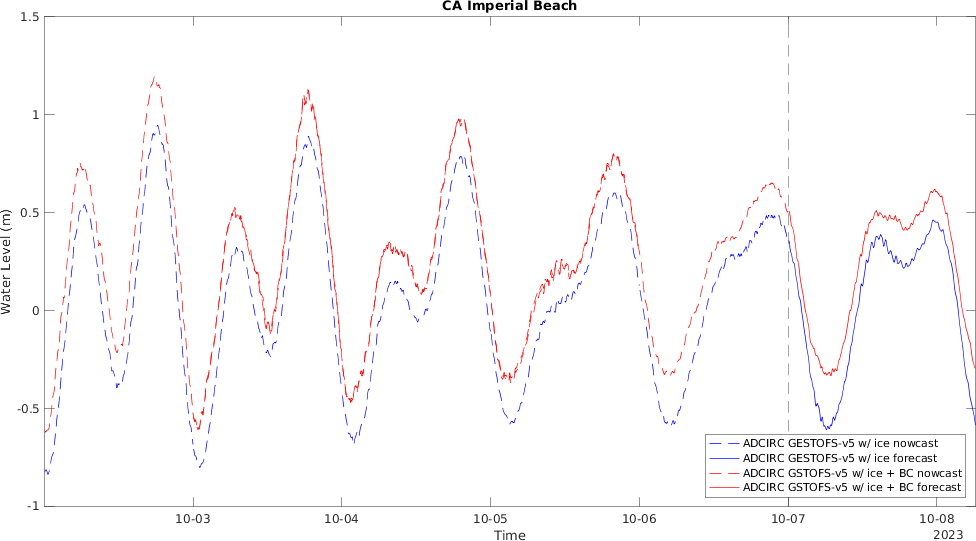 CA Imperial Beach
1.5
1
0.5
0
-0.5
-1
Water Level (m)
10-03
10-04
10-05
10-06
10-07
10-08
Time
2023
ADCIRC GESTOFS-v5 w/ ice nowcast
ADCIRC GESTOFS-v5 w/ ice forecast
ADCIRC GSTOFS-v5 w/ ice + BC nowcast
ADCIRC GSTOFS-v5 w/ ice + BC forecast